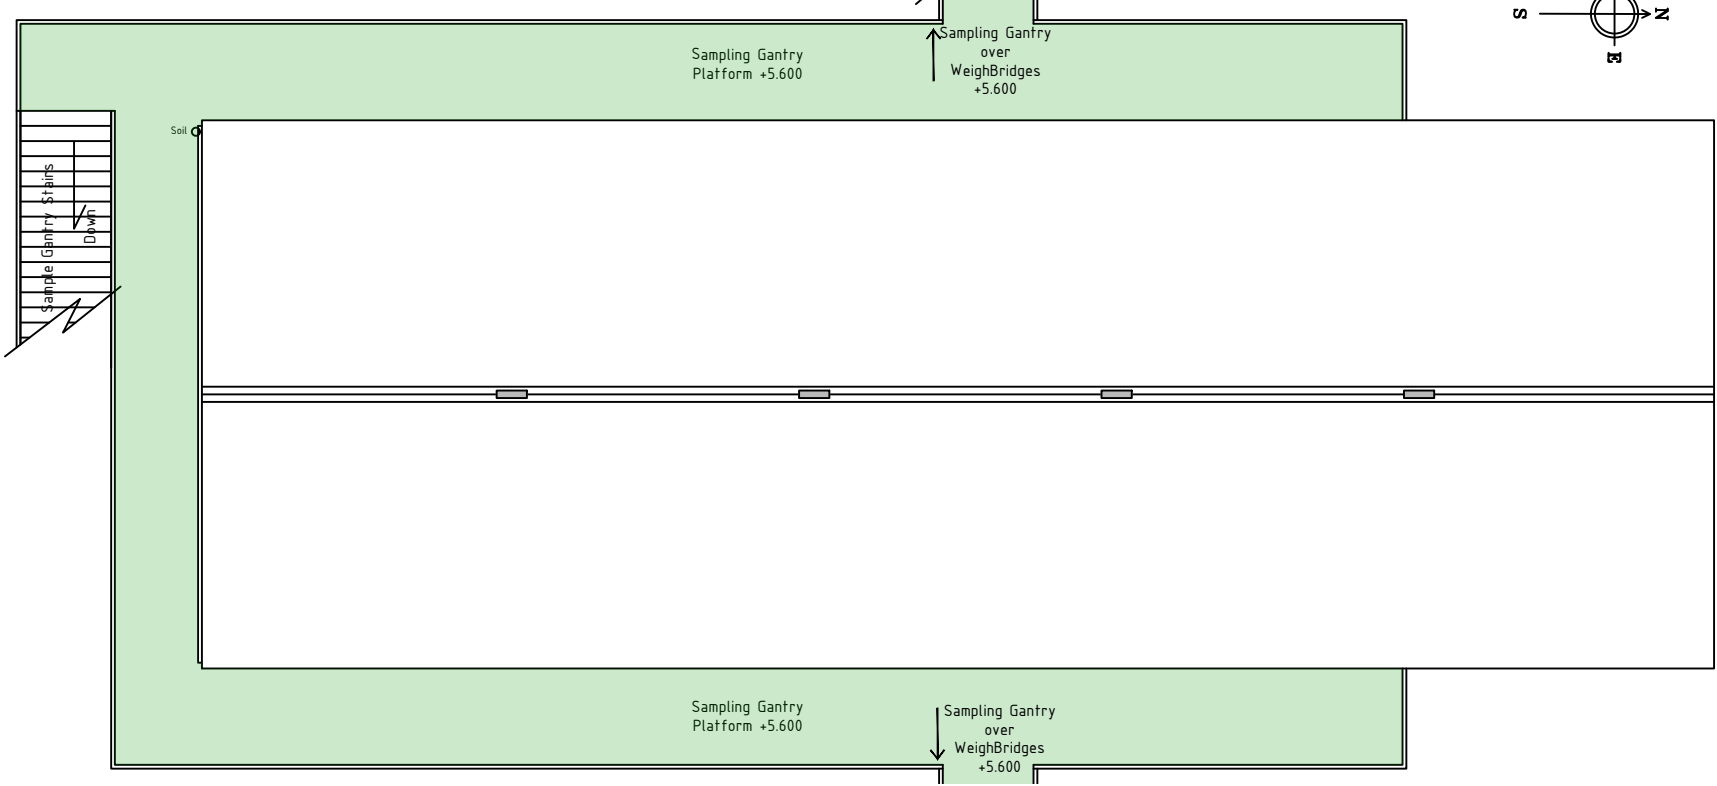 Sampling Gantry
Platform +5.600
Sampling Gantry
over
WeighBridges
+5.600
S
N
E
Soil
Sample Gantry Stairs
Down
Sampling Gantry
Platform +5.600
Sampling Gantry
over
WeighBridges
+5.600